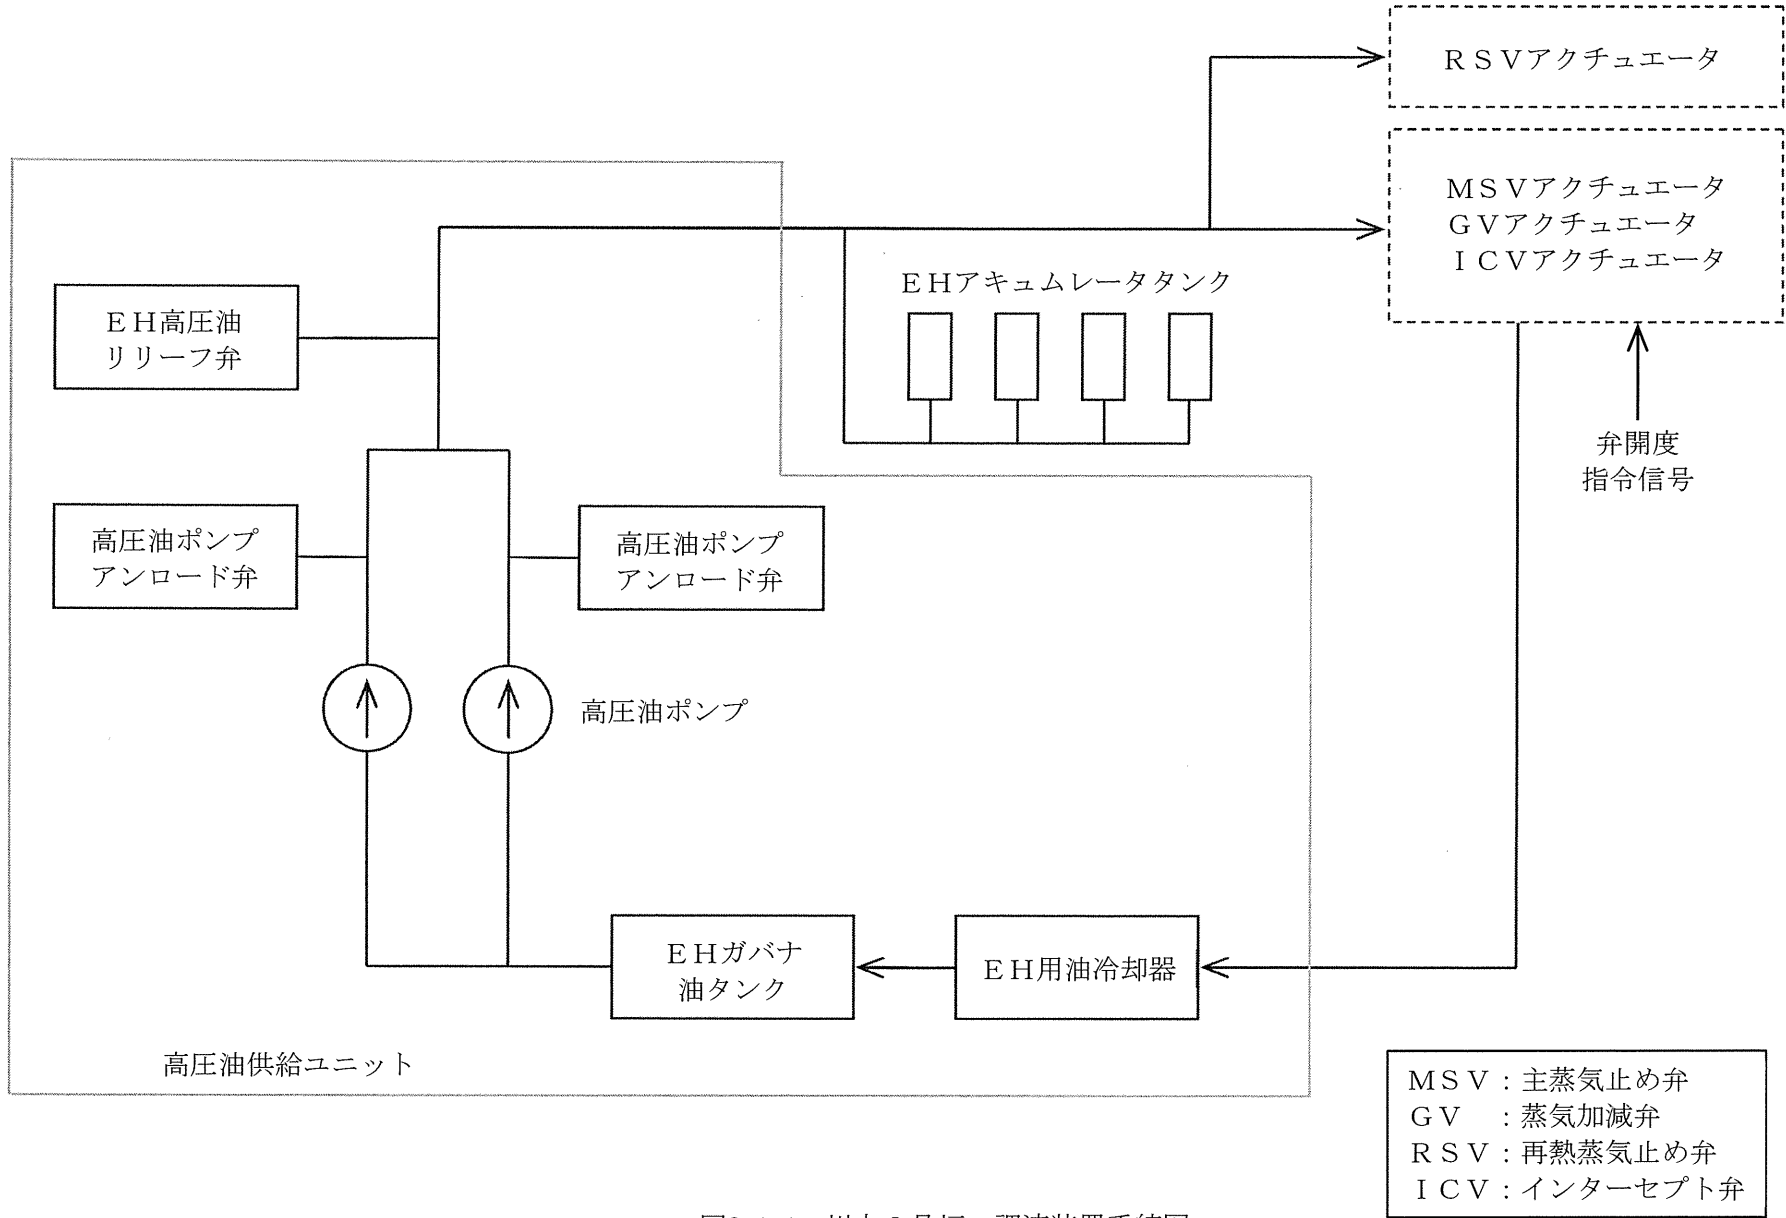 ＲＳＶアクチュエータ
ＭＳＶアクチュエータ
ＧＶアクチュエータ
ＩＣＶアクチュエータ
ＥＨアキュムレータタンク
ＥＨ高圧油
リリーフ弁
弁開度
指令信号
高圧油ポンプ
アンロード弁
高圧油ポンプ
アンロード弁
高圧油ポンプ
ＥＨガバナ
油タンク
ＥＨ用油冷却器
高圧油供給ユニット
ＭＳＶ：主蒸気止め弁
ＧＶ　：蒸気加減弁
ＲＳＶ：再熱蒸気止め弁
ＩＣＶ：インターセプト弁